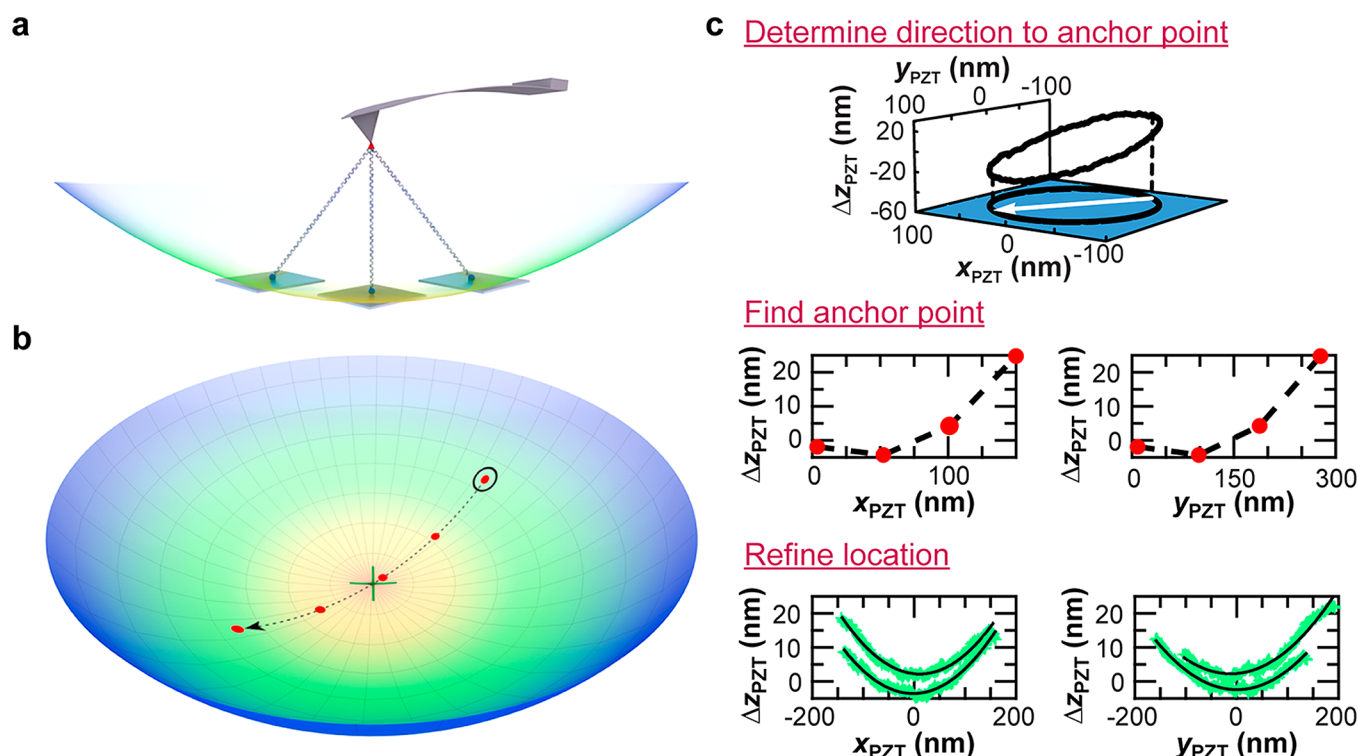 a
b
c
Determine direction to anchor point
yPZT (nm)
100 0 -100
ΔzPZT (nm)
20
-20
-60
100 0 -100
xPZT (nm)
Find anchor point
ΔzPZT (nm)
20
10
0
0 100
xPZT (nm)
ΔzPZT (nm)
20
10
0
0 150 300
yPZT (nm)
Refine location
ΔzPZT (nm)
20
10
0
-200 0 200
xPZT (nm)
ΔzPZT (nm)
20
10
0
-200 0 200
yPZT (nm)